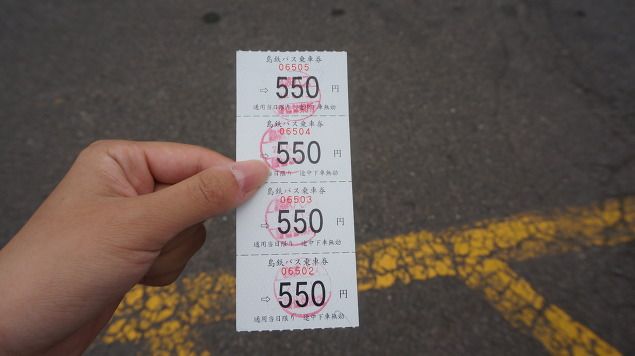 島鉄バス乗車券
06505
⇨ 550 円
通用当日限り 途中下車無効
島鉄バス乗車券
06504
⇨ 550 円
通用当日限り 途中下車無効
島鉄バス乗車券
06503
⇨ 550 円
通用当日限り 途中下車無効
島鉄バス乗車券
06502
⇨ 550 円
通用当日限り 途中下車無効